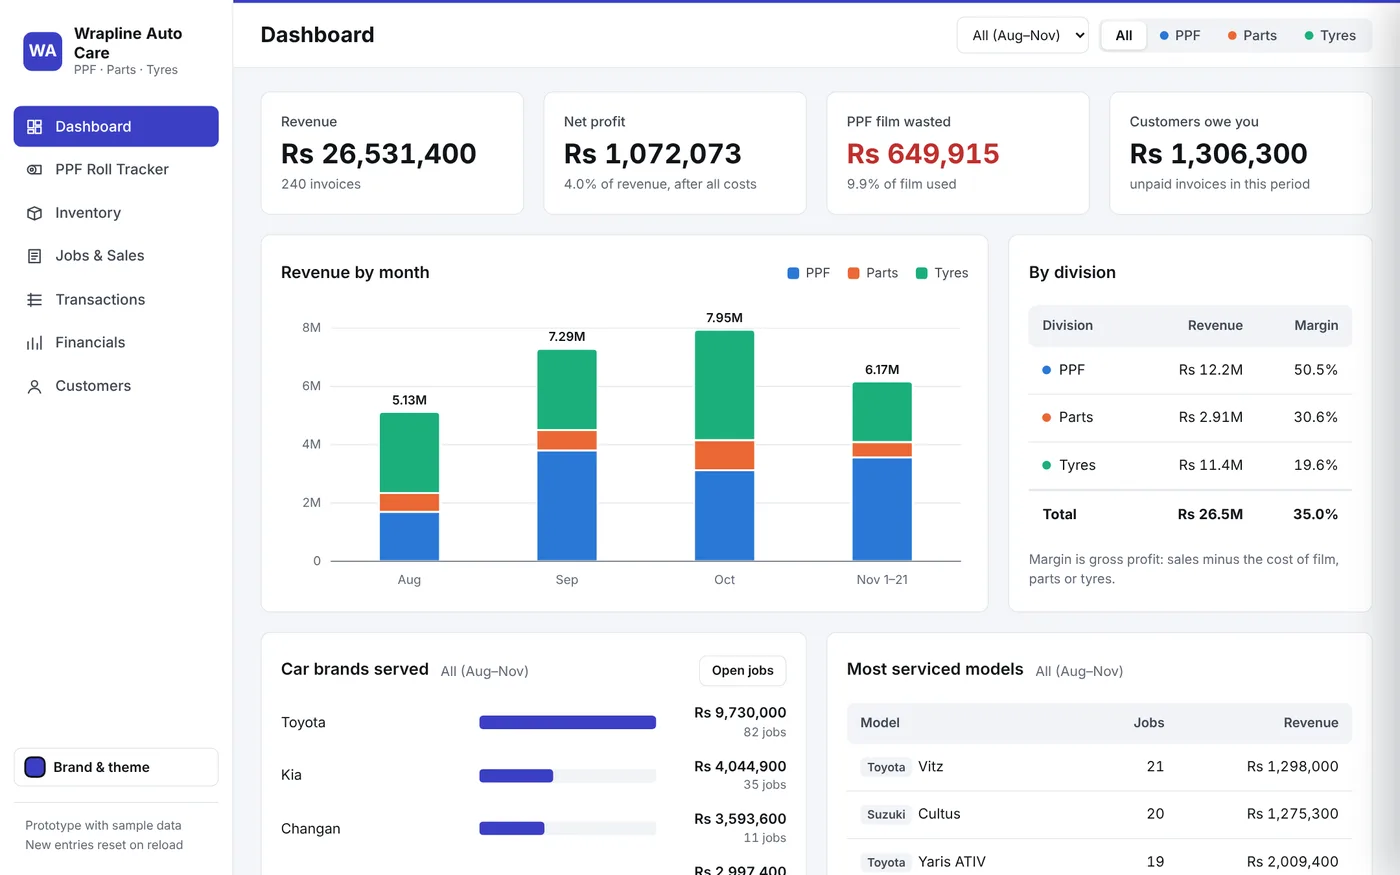 WA
Wrapline Auto
Care
PPF · Parts · Tyres
Dashboard
PPF Roll Tracker
Inventory
Jobs & Sales
Transactions
Financials
Customers
Brand & theme
Prototype with sample data
New entries reset on reload
Dashboard
All (Aug–Nov)
All PPF Parts Tyres
Revenue
Rs 26,531,400
240 invoices
Net profit
Rs 1,072,073
4.0% of revenue, after all costs
PPF film wasted
Rs 649,915
9.9% of film used
Customers owe you
Rs 1,306,300
unpaid invoices in this period
Revenue by month
PPF Parts Tyres
8M
6M
4M
2M
0
5.13M
7.29M
7.95M
6.17M
Aug Sep Oct Nov 1–21
By division
Division Revenue Margin
PPF Rs 12.2M 50.5%
Parts Rs 2.91M 30.6%
Tyres Rs 11.4M 19.6%
Total Rs 26.5M 35.0%
Margin is gross profit: sales minus the cost of film,
parts or tyres.
Car brands served All (Aug–Nov)
Open jobs
Toyota Rs 9,730,000
82 jobs
Kia Rs 4,044,900
35 jobs
Changan Rs 3,593,600
11 jobs
Rs 2,997,400
Most serviced models All (Aug–Nov)
Model Jobs Revenue
Toyota Vitz 21 Rs 1,298,000
Suzuki Cultus 20 Rs 1,275,300
Toyota Yaris ATIV 19 Rs 2,009,400